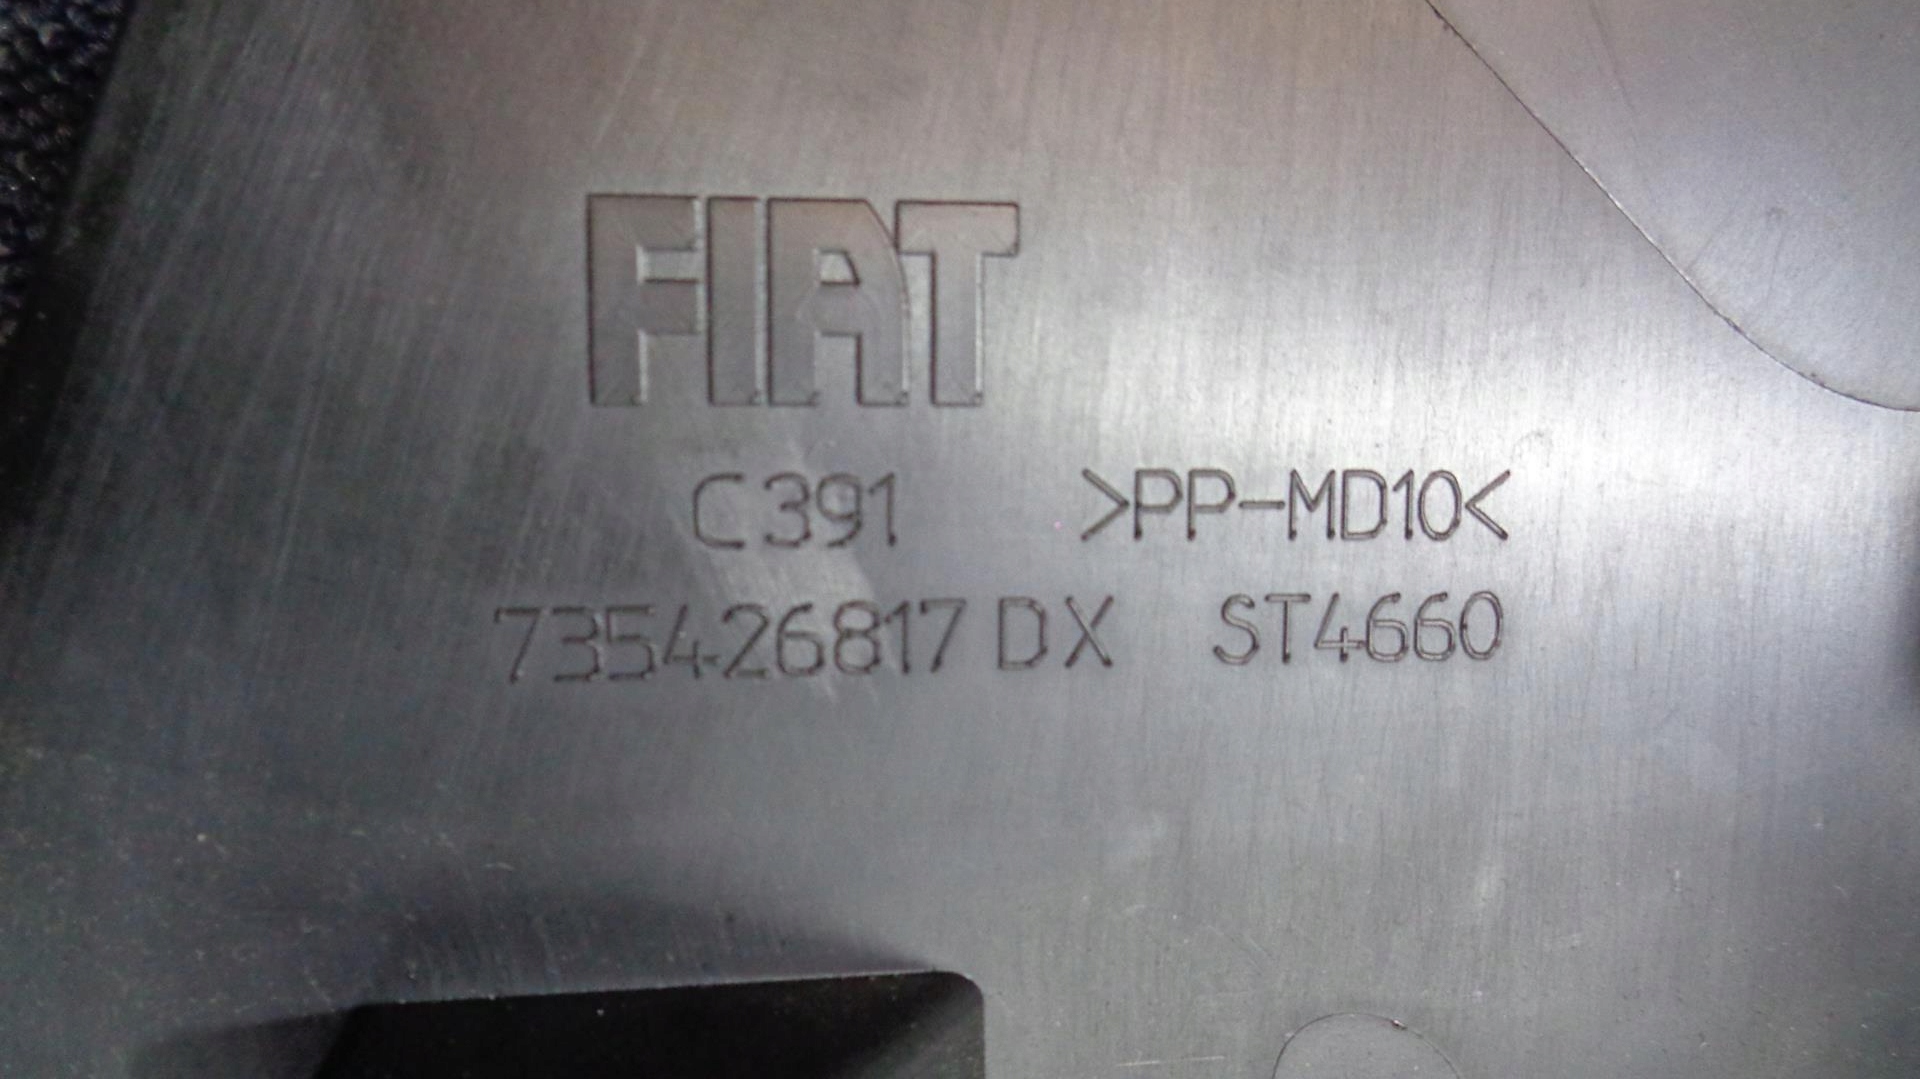 FIAT
C391 >PP-MD10<
735426817 DX ST4660